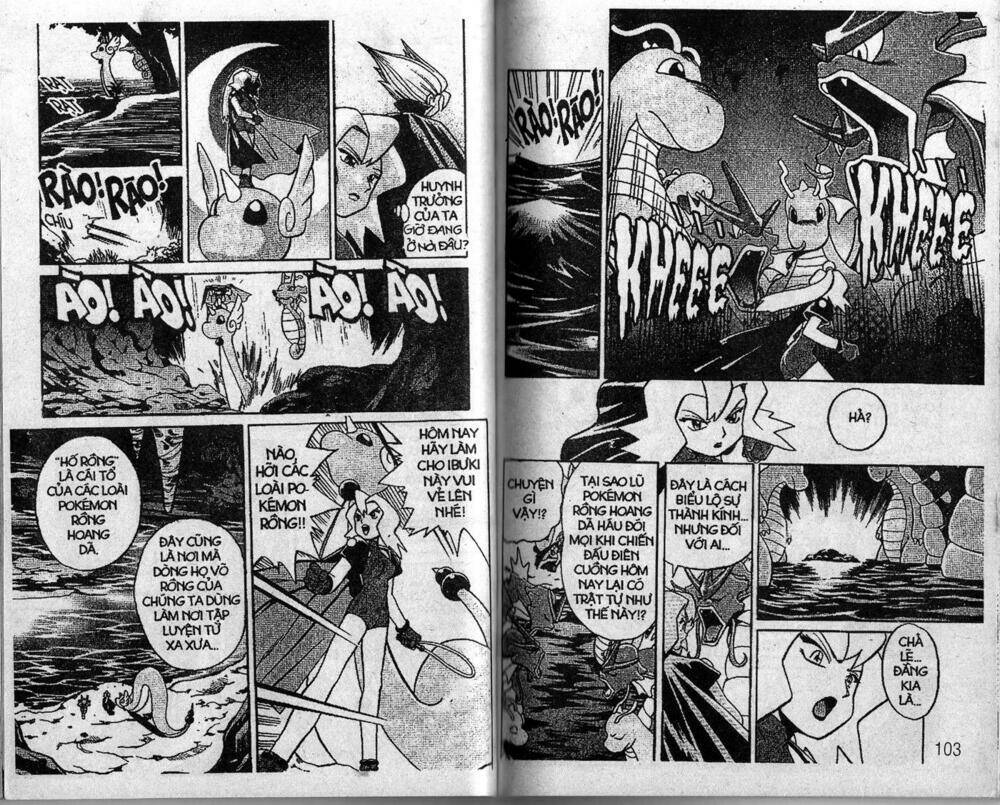 RẠT
RẠT
RÀO! RÀO!
CHÍU
HUYNH
TRƯỞNG
CỦA TA
GIỜ ĐANG
Ở NƠI ĐÂU?
ÀO! ÀO!
ÀO! ÀO!
"HỐ RỒNG"
LÀ CÁI TỔ
CỦA CÁC LOÀI
POKÉMON
RỒNG
HOANG
DÃ.
ĐÂY CŨNG
LÀ NƠI MÀ
DÒNG HỌ VÕ
RỒNG CỦA
CHÚNG TA DÙNG
LÀM NƠI TẬP
LUYỆN TỪ
XA XƯA...
NÀO,
HỠI CÁC
LOÀI PO-
KÉMON
RỒNG!!
HÔM NAY
HÃY LÀM
CHO IBUKI
NÀY VUI
VẺ LÊN
NHÉ!
RÀO! RÀO!
KHEEE
KHEEE
HẢ?
CHUYỆN
GÌ
VẬY!?
TẠI SAO LŨ
POKÉMON
RỒNG HOANG
DÃ HÁU ĐÓI
MỌI KHI CHIẾN
ĐẤU ĐIÊN
CUỒNG HÔM
NAY LẠI CÓ
TRẬT TỰ NHƯ
THẾ NÀY!?
ĐÂY LÀ CÁCH
BIỂU LỘ SỰ
THÀNH KÍNH...
NHƯNG ĐỐI
VỚI AI...
CHẢ
LẼ...
ĐẰNG
KIA
LÀ...
103